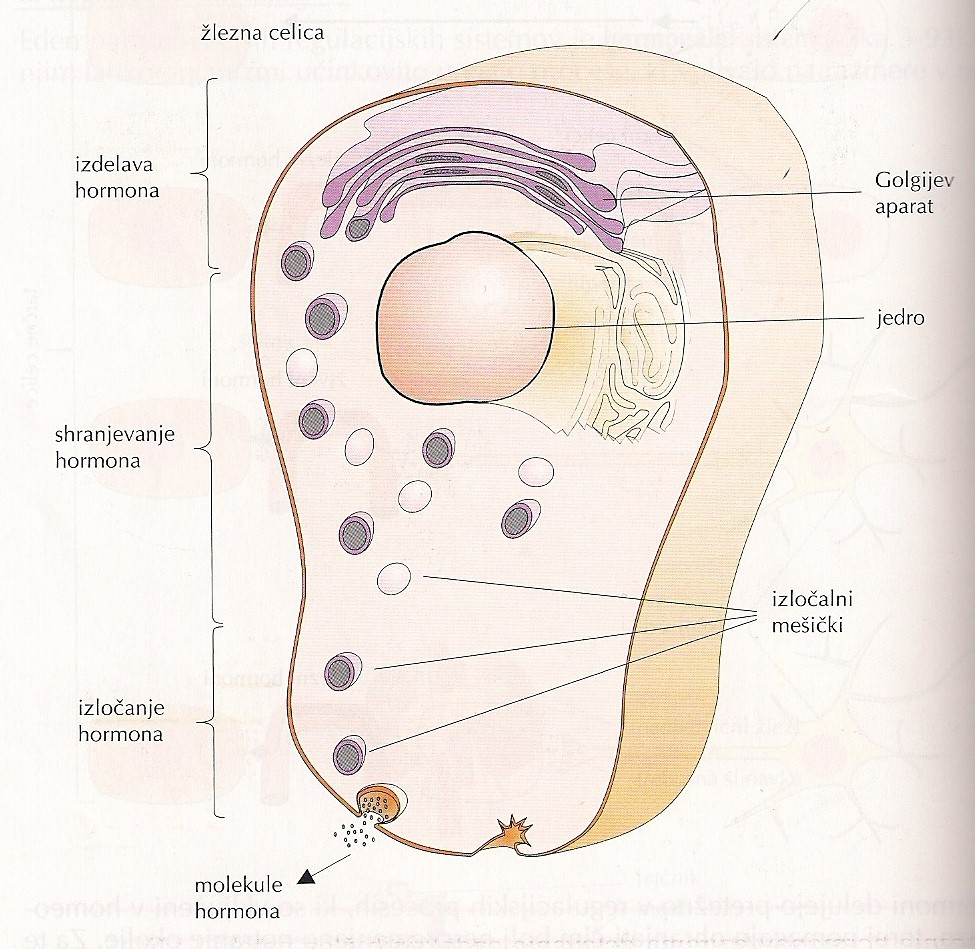 žlezna celica
izdelava
hormona
Golgijev
aparat
jedro
shranjevanje
hormona
izločalni
mešički
izločanje
hormona
molekule
hormona